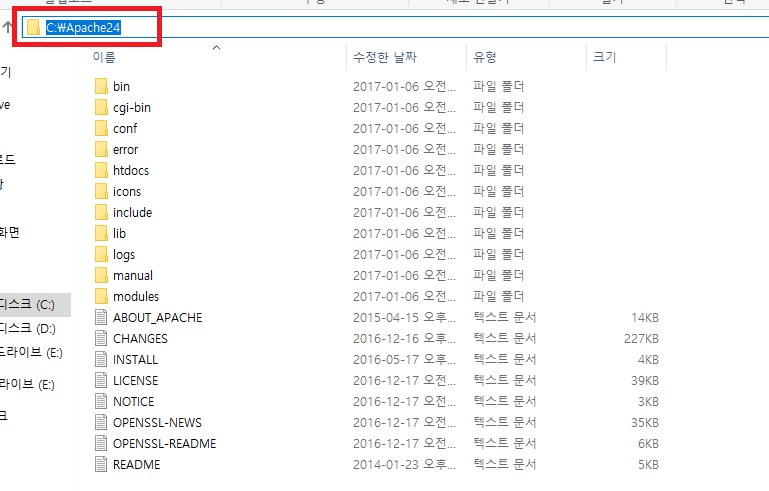 C:₩Apache24
이름 수정한 날짜 유형 크기
bin 2017-01-06 오전... 파일 폴더
cgi-bin 2017-01-06 오전... 파일 폴더
conf 2017-01-06 오전... 파일 폴더
error 2017-01-06 오전... 파일 폴더
htdocs 2017-01-06 오전... 파일 폴더
icons 2017-01-06 오전... 파일 폴더
include 2017-01-06 오전... 파일 폴더
lib 2017-01-06 오전... 파일 폴더
화면
logs 2017-01-06 오전... 파일 폴더
manual 2017-01-06 오전... 파일 폴더
modules 2017-01-06 오전... 파일 폴더
디스크 (C:)
ABOUT_APACHE 2015-04-15 오후... 텍스트 문서 14KB
디스크 (D:)
CHANGES 2016-12-16 오후... 텍스트 문서 227KB
드라이브 (E:)
INSTALL 2016-05-17 오후... 텍스트 문서 4KB
라이브 (E:)
LICENSE 2016-12-17 오전... 텍스트 문서 39KB
NOTICE 2016-12-17 오전... 텍스트 문서 3KB
OPENSSL-NEWS 2016-12-17 오전... 텍스트 문서 35KB
OPENSSL-README 2016-12-17 오전... 텍스트 문서 6KB
README 2014-01-23 오후... 텍스트 문서 5KB